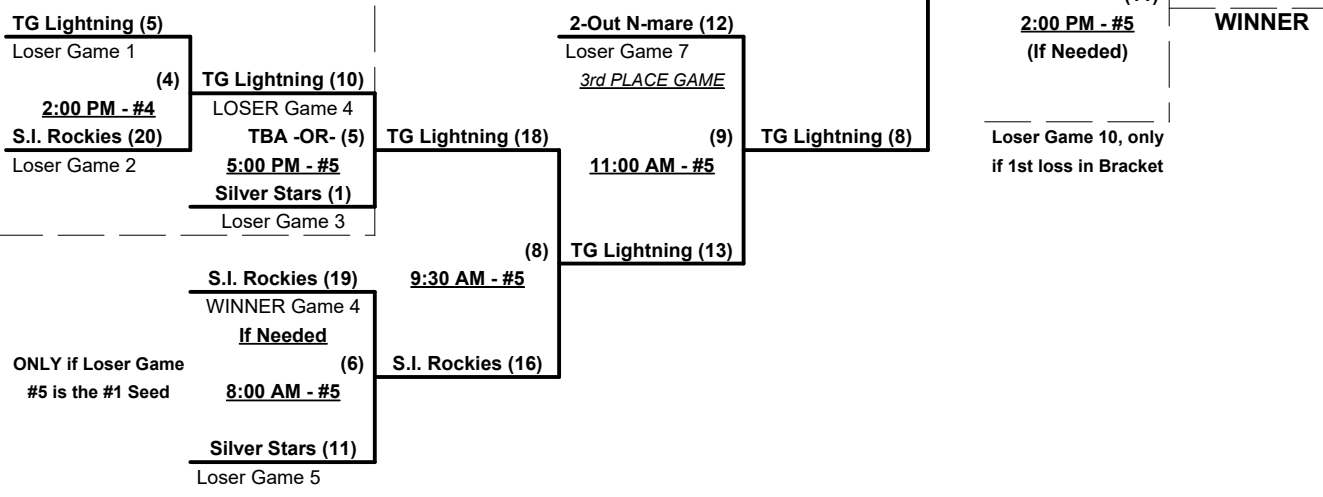 TG Lightning (5)
Loser Game 1
(4)
2:00 PM - #4
S.I. Rockies (20)
Loser Game 2
TG Lightning (10)
LOSER Game 4
TBA -OR- (5)
5:00 PM - #5
Silver Stars (1)
Loser Game 3
TG Lightning (18)
(8)
9:30 AM - #5
S.I. Rockies (19)
WINNER Game 4
If Needed
(6)
8:00 AM - #5
ONLY if Loser Game
#5 is the #1 Seed
Silver Stars (11)
Loser Game 5
S.I. Rockies (16)
2-Out N-mare (12)
Loser Game 7
3rd PLACE GAME
(9)
11:00 AM - #5
TG Lightning (13)
TG Lightning (8)
2:00 PM - #5
(If Needed)
WINNER
Loser Game 10, only
if 1st loss in Bracket